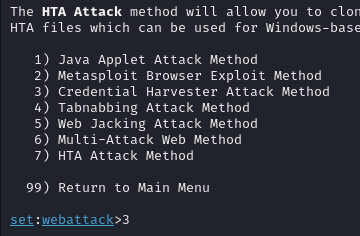 The HTA Attack method will allow you to clon
HTA files which can be used for Windows-base
1) Java Applet Attack Method
2) Metasploit Browser Exploit Method
3) Credential Harvester Attack Method
4) Tabnabbing Attack Method
5) Web Jacking Attack Method
6) Multi-Attack Web Method
7) HTA Attack Method
99) Return to Main Menu
set:webattack>3